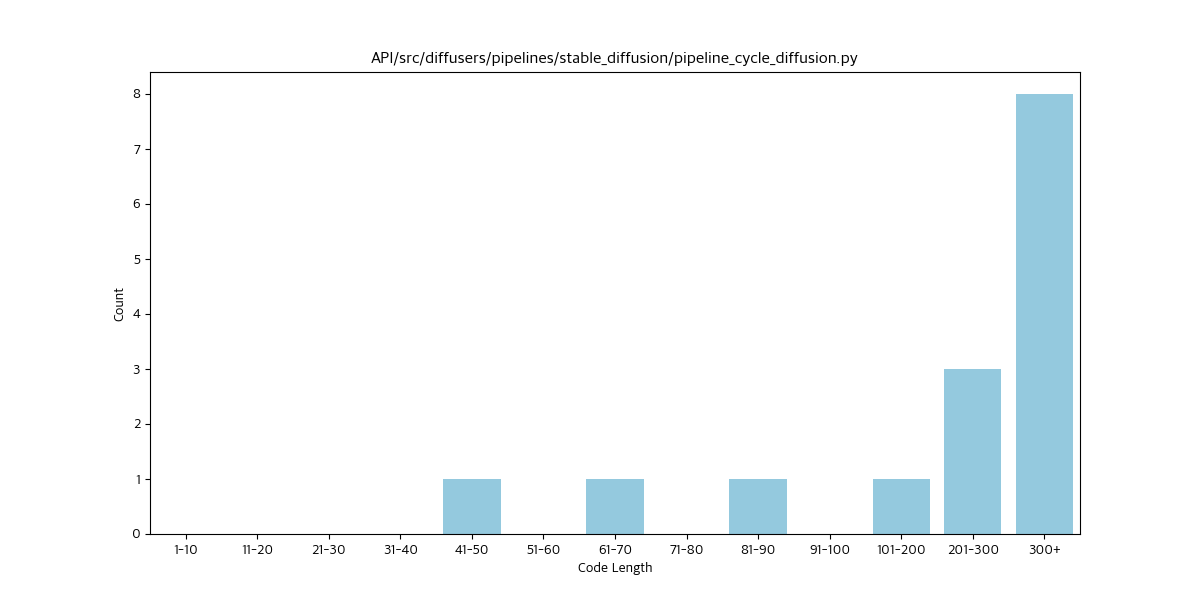 API/src/diffusers/pipelines/stable_diffusion/pipeline_cycle_diffusion.py
8
7
6
5
4
3
2
1
0
Count
1-10 11-20 21-30 31-40 41-50 51-60 61-70 71-80 81-90 91-100 101-200 201-300 300+
Code Length